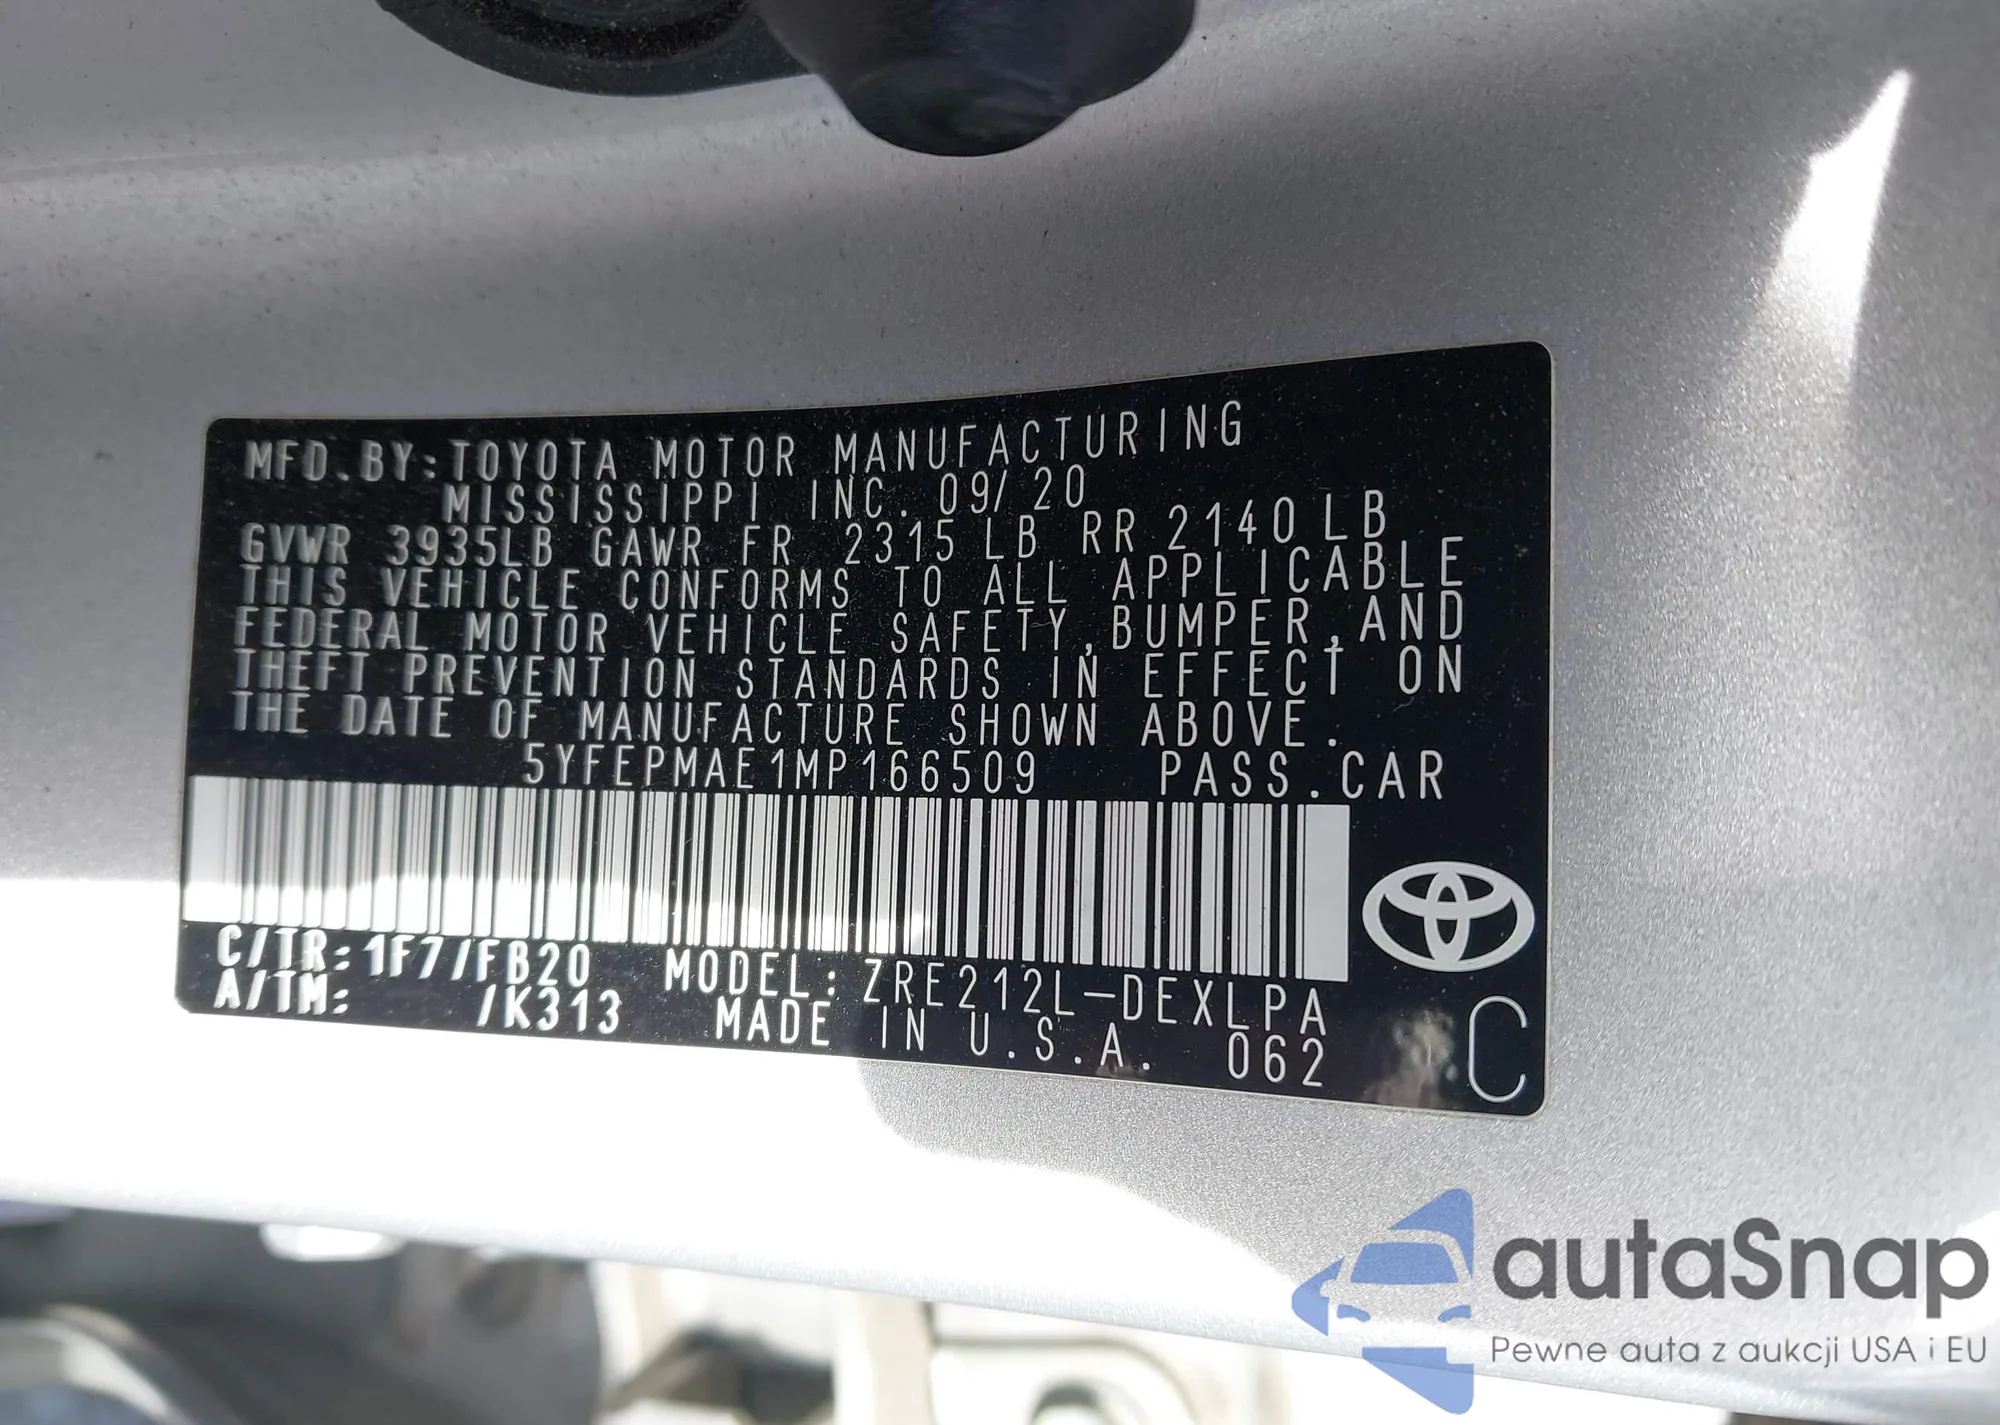 MFD.BY:TOYOTA MOTOR MANUFACTURING
MISSISSIPPI INC. 09/20
GVWR 3935LB GAWR FR 2315 LB RR 2140 LB
THIS VEHICLE CONFORMS TO ALL APPLICABLE
FEDERAL MOTOR VEHICLE SAFETY,BUMPER,AND
THEFT PREVENTION STANDARDS IN EFFECT ON
THE DATE OF MANUFACTURE SHOWN ABOVE.
5YFEPMAE1MP166509 PASS.CAR
C/TR:1F7/FB20 MODEL:ZRE212L-DEXLPA
A/TM: /K313 MADE IN U.S.A. 062
C
autaSnap
Pewne auta z aukcji USA i EU